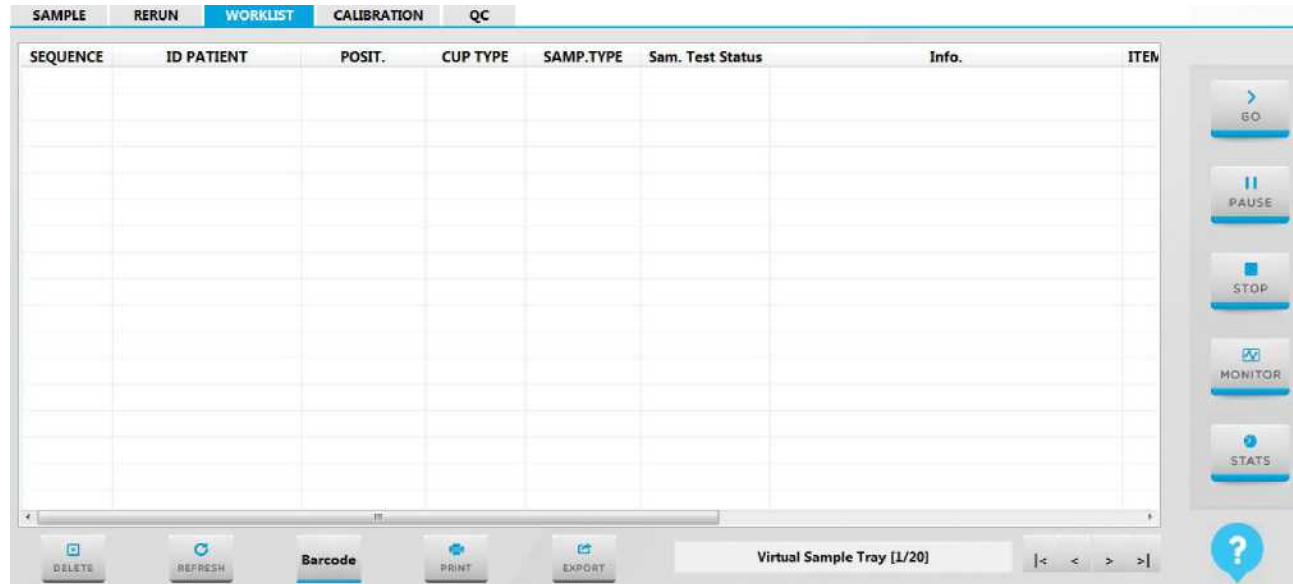 SAMPLE RERUN WORKLIST CALIBRATION QC
SEQUENCE ID PATIENT POSIT. CUP TYPE SAMP.TYPE Sam. Test Status Info. ITEM
GO
PAUSE
STOP
MONITOR
STATS
DELETE REFRESH Barcode PRINT EXPORT Virtual Sample Tray [1/20] |< < > >|
?